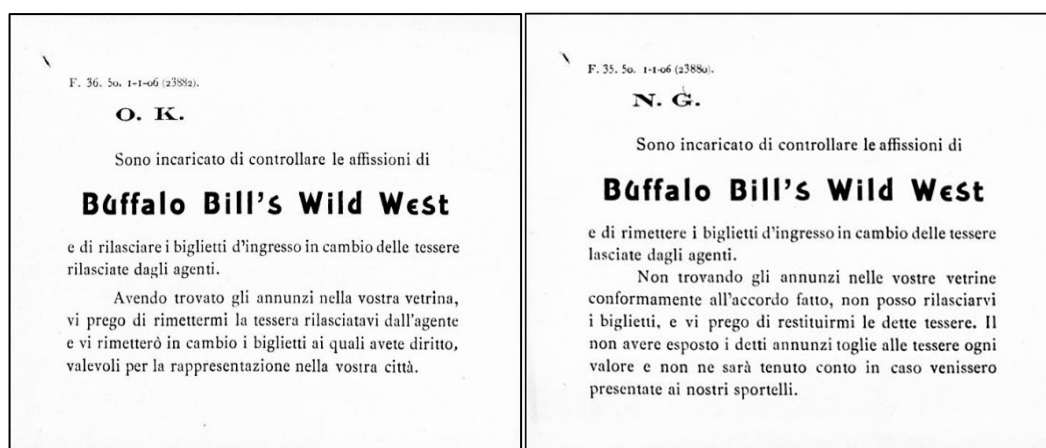 F. 36. 50. 1-1-06 (23882).
O. K.
Sono incaricato di controllare le affissioni di
Buffalo Bill's Wild West
e di rilasciare i biglietti d'ingresso in cambio delle tessere
rilasciate dagli agenti.
Avendo trovato gli annunzi nella vostra vetrina,
vi prego di rimettermi la tessera rilasciatavi dall'agente
e vi rimetterò in cambio i biglietti ai quali avete diritto,
valevoli per la rappresentazione nella vostra città.
F. 35. 50. 1-1-06 (23880).
N. G.
Sono incaricato di controllare le affissioni di
Buffalo Bill's Wild West
e di rimettere i biglietti d'ingresso in cambio delle tessere
lasciate dagli agenti.
Non trovando gli annunzi nelle vostre vetrine
conformamente all'accordo fatto, non posso rilasciarvi
i biglietti, e vi prego di restituirmi le dette tessere. Il
non avere esposto i detti annunzi toglie alle tessere ogni
valore e non ne sarà tenuto conto in caso venissero
presentate ai nostri sportelli.